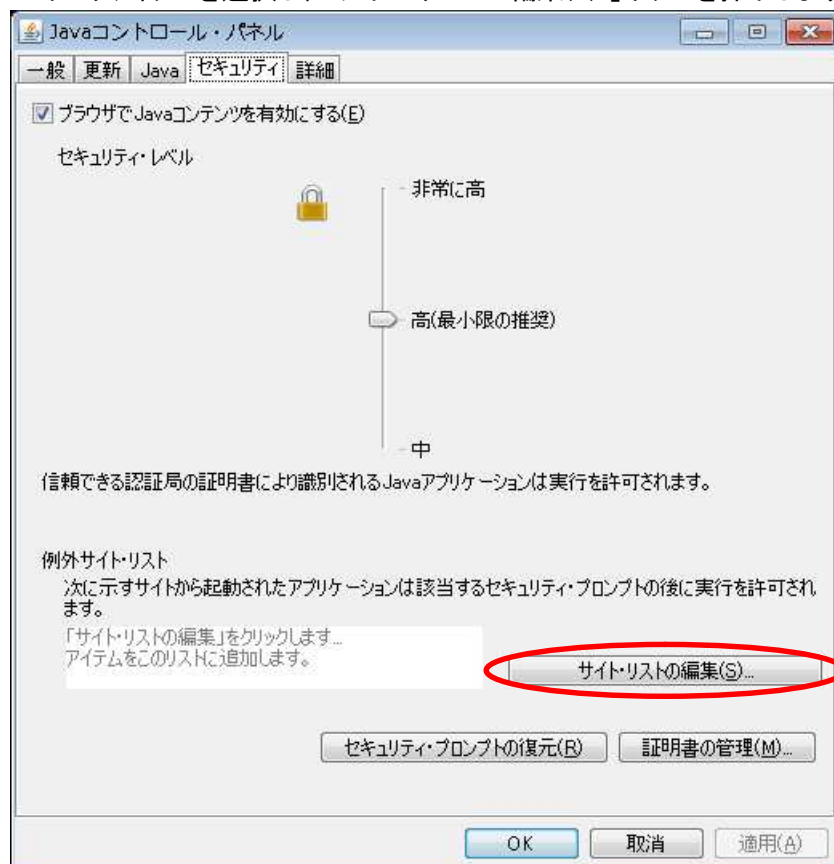 Javaコントロール・パネル
一般 更新 Java セキュリティ 詳細
ブラウザでJavaコンテンツを有効にする(E)
セキュリティ・レベル
非常に高
高(最小限の推奨)
中
信頼できる認証局の証明書により識別されるJavaアプリケーションは実行を許可されます。
例外サイト・リスト
次に示すサイトから起動されたアプリケーションは該当するセキュリティ・プロンプトの後に実行を許可され
ます。
「サイト・リストの編集」をクリックします...
アイテムをこのリストに追加します。
サイト・リストの編集(S)...
セキュリティ・プロンプトの復元(R) 証明書の管理(M)...
OK 取消 適用(A)